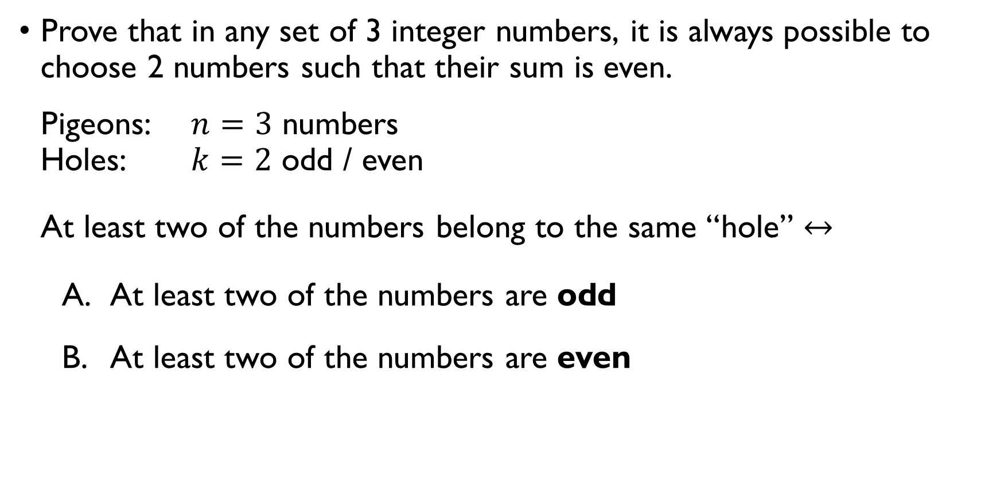 • Prove that in any set of 3 integer numbers, it is always possible to
choose 2 numbers such that their sum is even.
Pigeons: n = 3 numbers
Holes: k = 2 odd / even
At least two of the numbers belong to the same “hole” ↔
A. At least two of the numbers are odd
B. At least two of the numbers are even